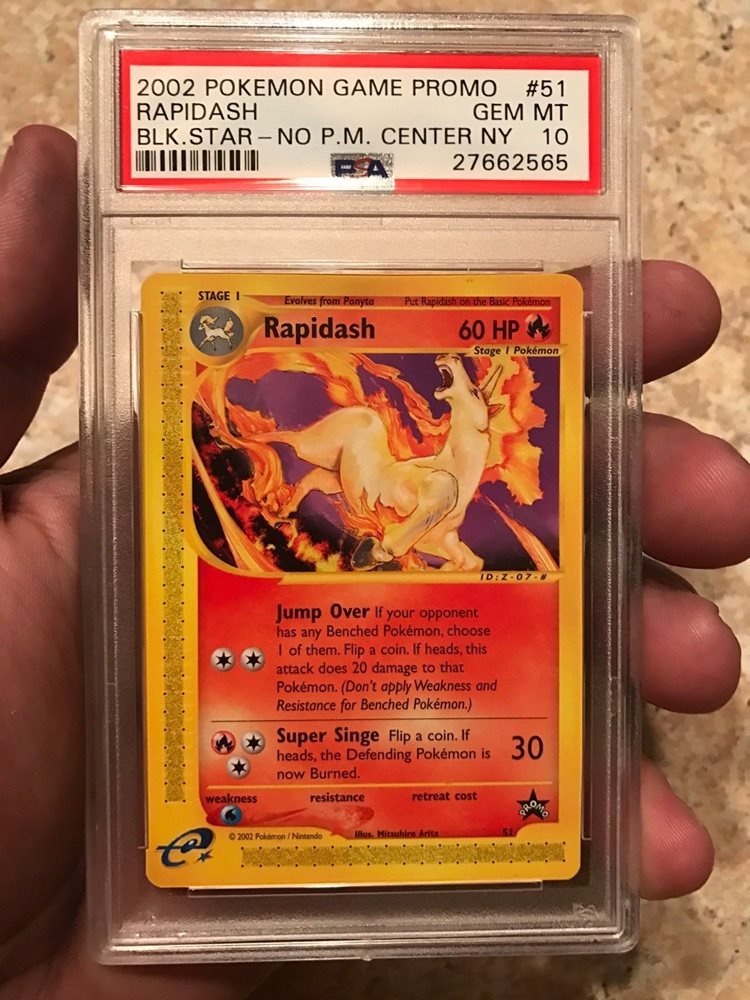 2002 POKEMON GAME PROMO #51
RAPIDASH GEM MT
BLK.STAR-NO P.M. CENTER NY 10
PSA 27662565
STAGE 1 Evolves from Ponyta Put Rapidash on the Basic Pokémon
Rapidash 60 HP
Stage 1 Pokémon
ID:Z-07-#
Jump Over If your opponent
has any Benched Pokémon, choose
1 of them. Flip a coin. If heads, this
attack does 20 damage to that
Pokémon. (Don't apply Weakness and
Resistance for Benched Pokémon.)
Super Singe Flip a coin. If
heads, the Defending Pokémon is
now Burned.
30
weakness resistance retreat cost
PROMO
© 2002 Pokémon / Nintendo Illus. Mitsuhiro Arita 51
e